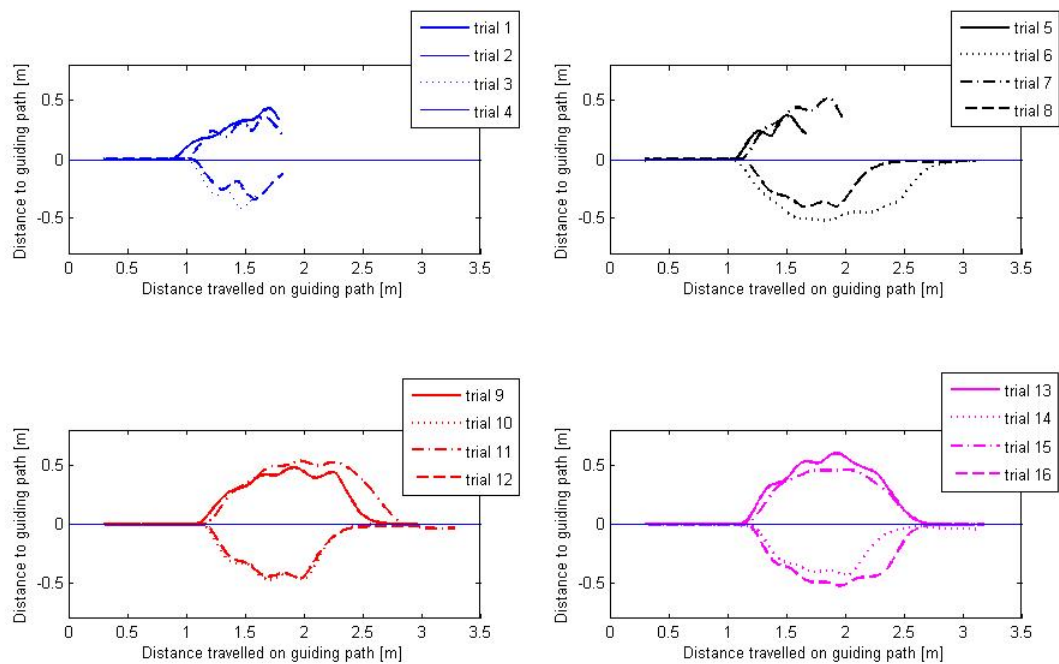 trial 1
trial 2
trial 3
trial 4
Distance to guiding path [m]
0.5
0
-0.5
0 0.5 1 1.5 2 2.5 3 3.5
Distance travelled on guiding path [m]
trial 5
trial 6
trial 7
trial 8
Distance to guiding path [m]
0.5
0
-0.5
0 0.5 1 1.5 2 2.5 3 3.5
Distance travelled on guiding path [m]
trial 9
trial 10
trial 11
trial 12
Distance to guiding path [m]
0.5
0
-0.5
0 0.5 1 1.5 2 2.5 3 3.5
Distance travelled on guiding path [m]
trial 13
trial 14
trial 15
trial 16
Distance to guiding path [m]
0.5
0
-0.5
0 0.5 1 1.5 2 2.5 3 3.5
Distance travelled on guiding path [m]